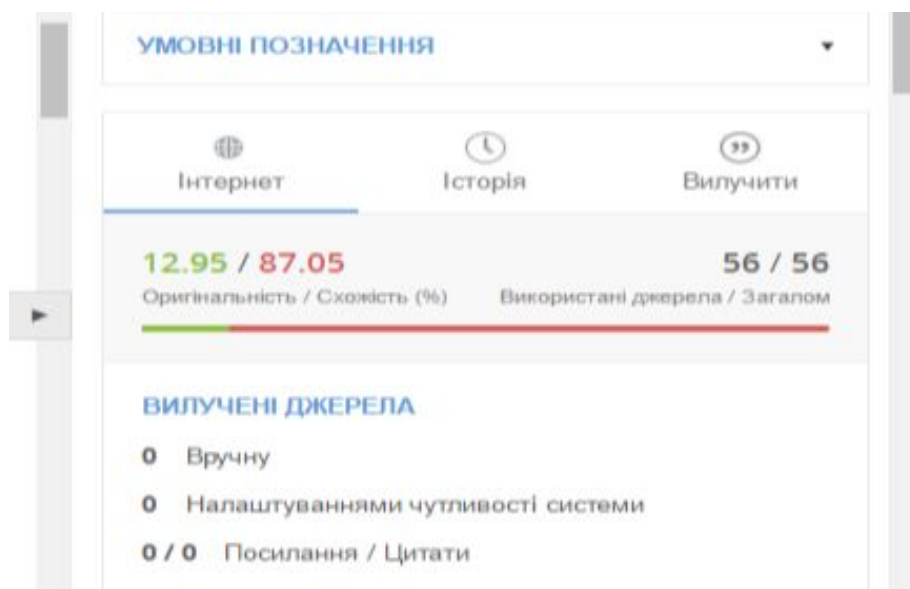 УМОВНІ ПОЗНАЧЕННЯ
Інтернет Історія Вилучити
12.95 / 87.05 56 / 56
Оригінальність / Схожість (%) Використані джерела / Загалом
ВИЛУЧЕНІ ДЖЕРЕЛА
0 Вручну
0 Налаштуваннями чутливості системи
0 / 0 Посилання / Цитати